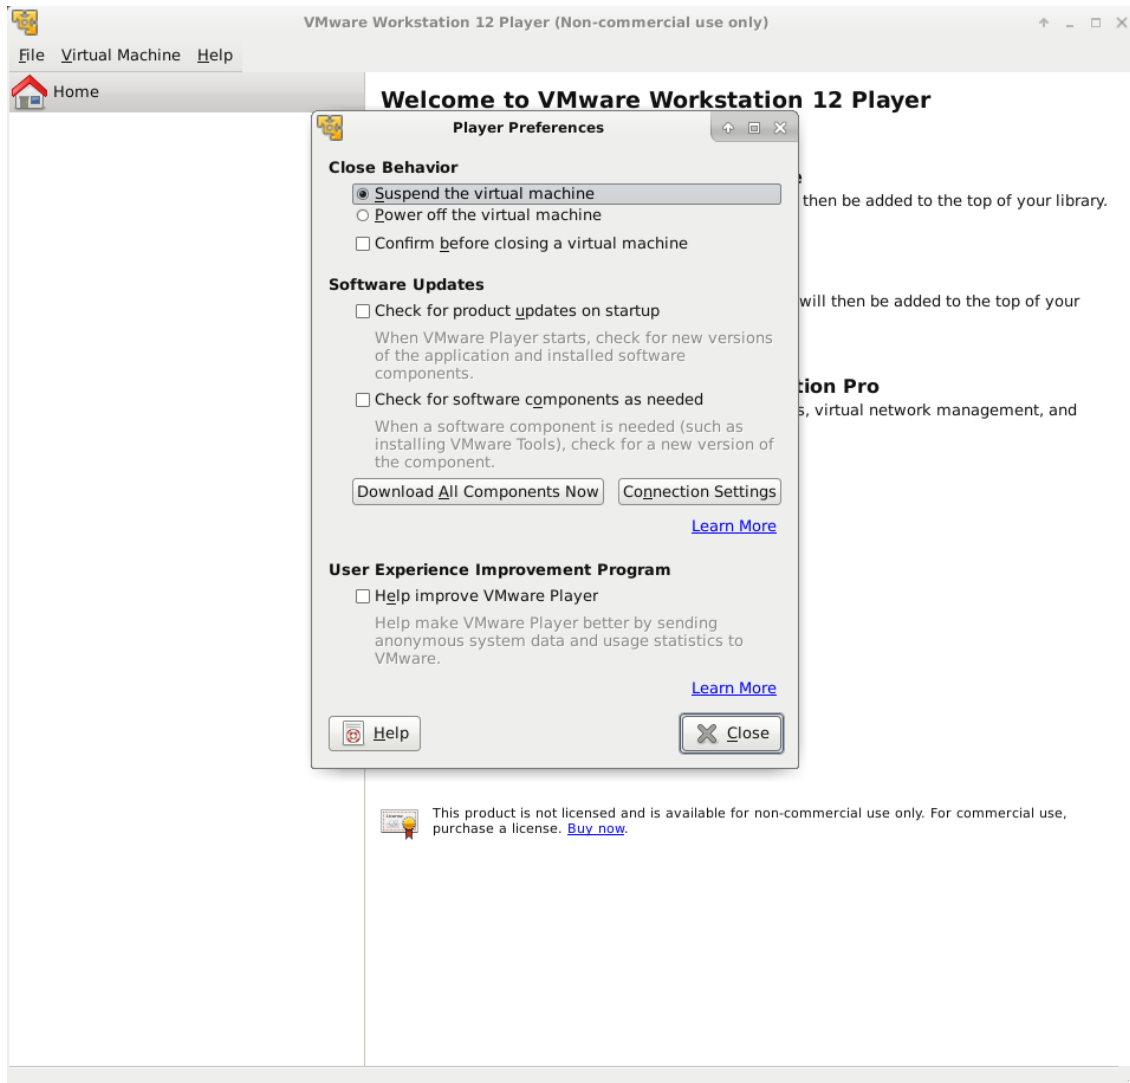 VMware Workstation 12 Player (Non-commercial use only)
File Virtual Machine Help
Home
Welcome to VMware Workstation 12 Player
then be added to the top of your library.
will then be added to the top of your
tion Pro
s, virtual network management, and
Player Preferences
Close Behavior
Suspend the virtual machine
Power off the virtual machine
Confirm before closing a virtual machine
Software Updates
Check for product updates on startup
When VMware Player starts, check for new versions
of the application and installed software
components.
Check for software components as needed
When a software component is needed (such as
installing VMware Tools), check for a new version of
the component.
Download All Components Now Connection Settings
Learn More
User Experience Improvement Program
Help improve VMware Player
Help make VMware Player better by sending
anonymous system data and usage statistics to
VMware.
Learn More
Help Close
This product is not licensed and is available for non-commercial use only. For commercial use,
purchase a license. Buy now.